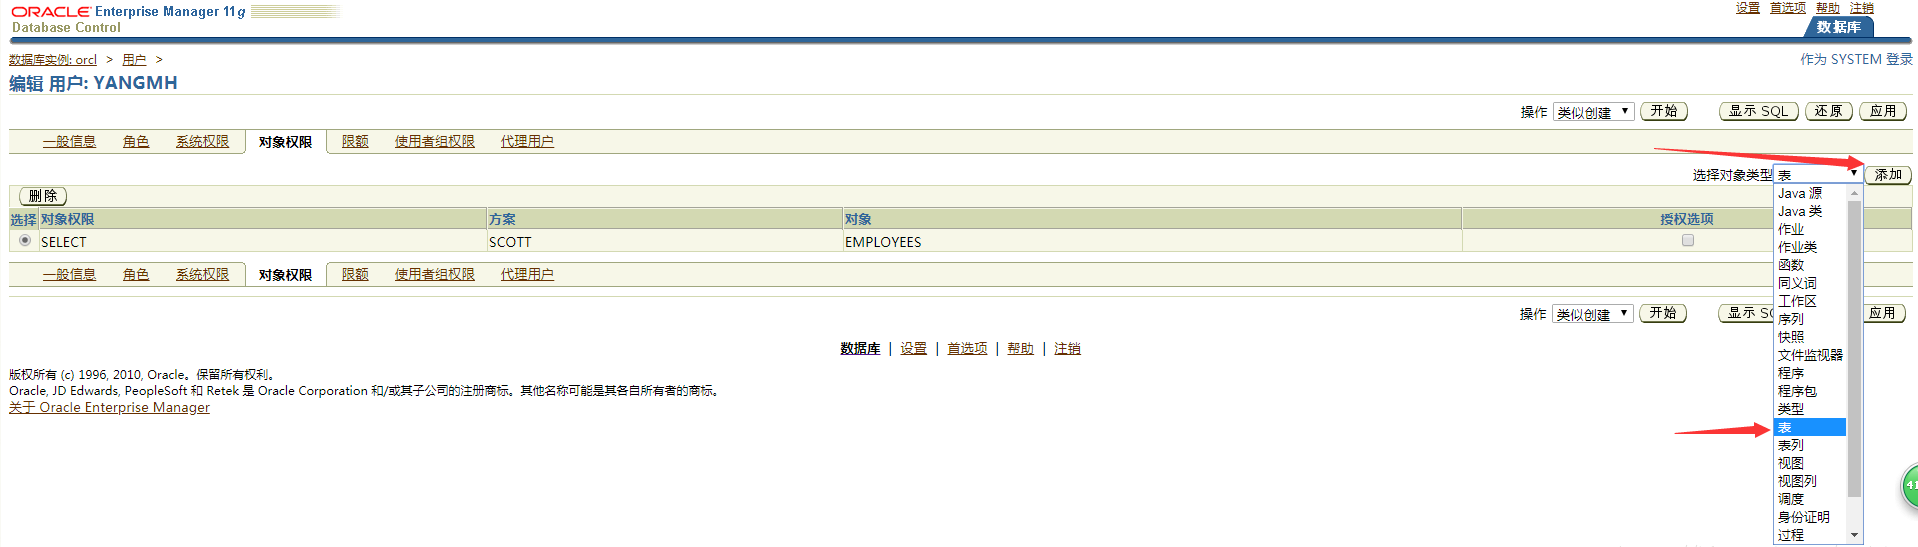 ORACLE Enterprise Manager 11g
Database Control
设置 首选项 帮助 注销
数据库
数据库实例: orcl > 用户 >
作为 SYSTEM 登录
编辑 用户: YANGMH
操作 类似创建 开始 显示 SQL 还原 应用
一般信息 角色 系统权限 对象权限 限额 使用者组权限 代理用户
选择对象类型 表 添加
删除
选择 对象权限 方案 对象 授权选项
SELECT SCOTT EMPLOYEES
Java 源
Java 类
作业
作业类
函数
同义词
工作区
序列
快照
文件监视器
程序
程序包
类型
表
表列
视图
视图列
调度
身份证明
过程
一般信息 角色 系统权限 对象权限 限额 使用者组权限 代理用户
操作 类似创建 开始 显示 应用
数据库 | 设置 | 首选项 | 帮助 | 注销
版权所有 (c) 1996, 2010, Oracle。保留所有权利。
Oracle, JD Edwards, PeopleSoft 和 Retek 是 Oracle Corporation 和/或其子公司的注册商标。其他名称可能是其各自所有者的商标。
关于 Oracle Enterprise Manager